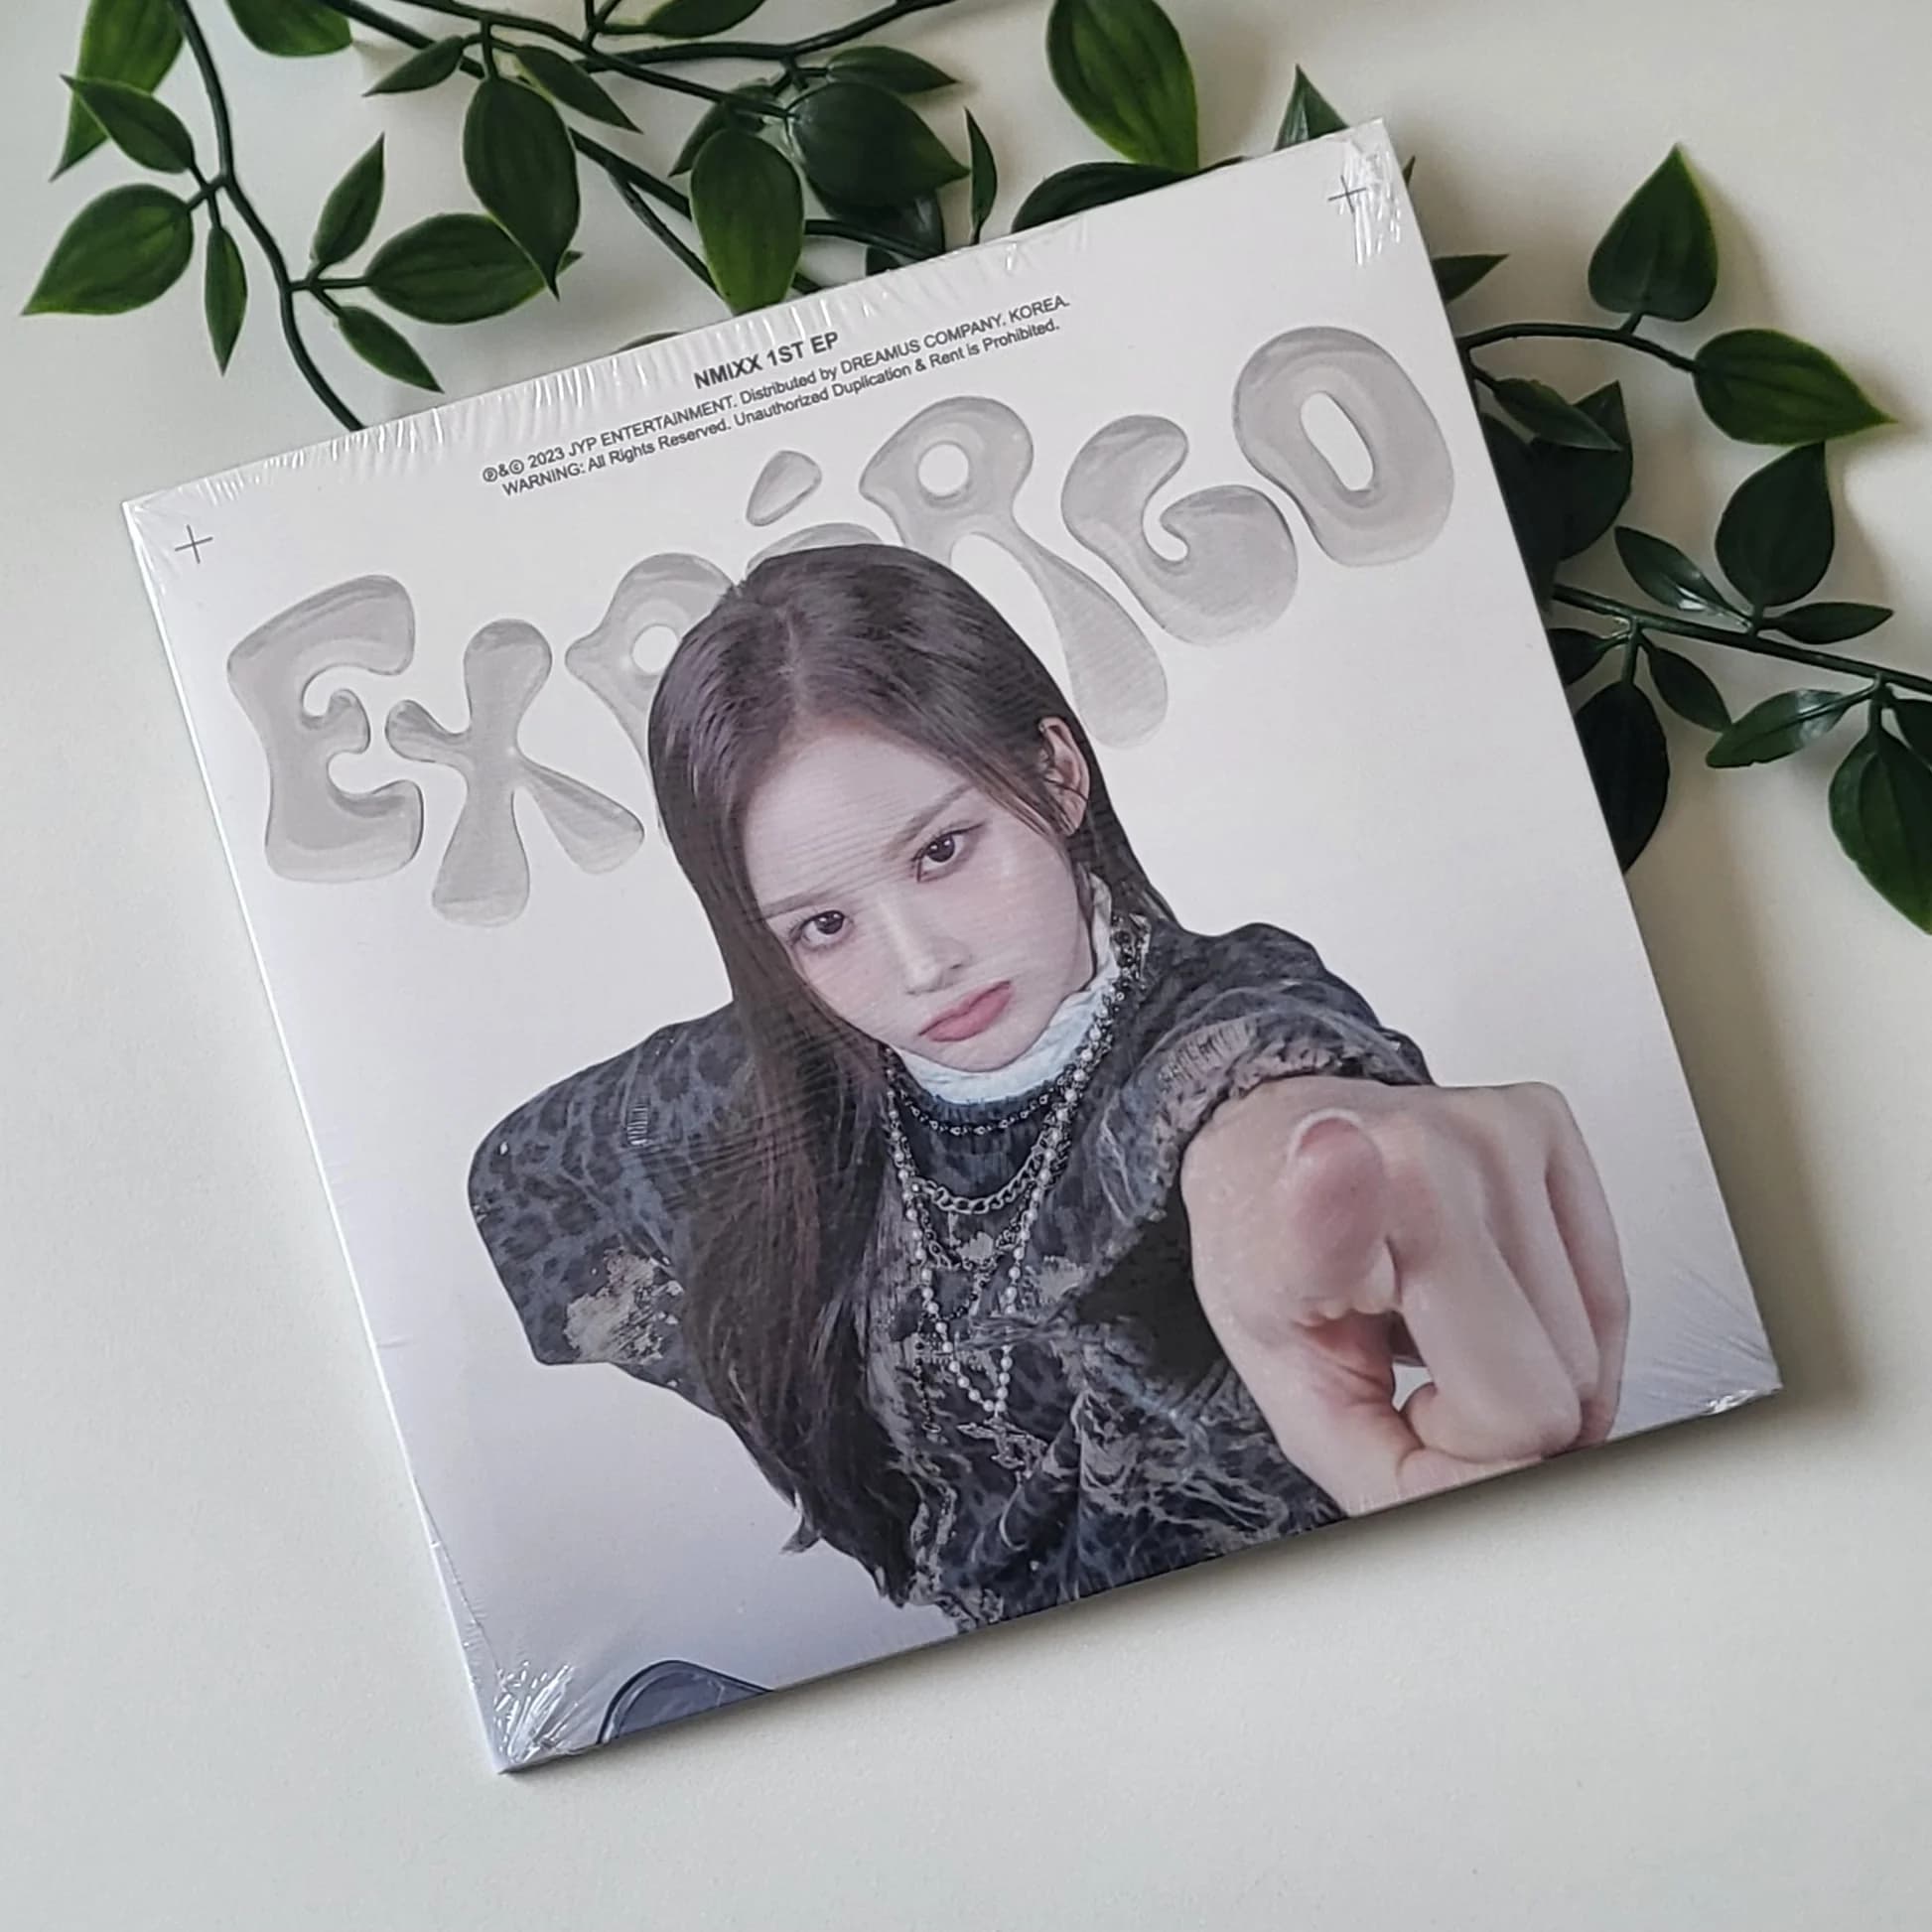 NMIXX 1ST EP
℗&© 2023 JYP ENTERTAINMENT. Distributed by DREAMUS COMPANY. KOREA.
WARNING: All Rights Reserved. Unauthorized Duplication & Rent is Prohibited.
EXPÉRGO